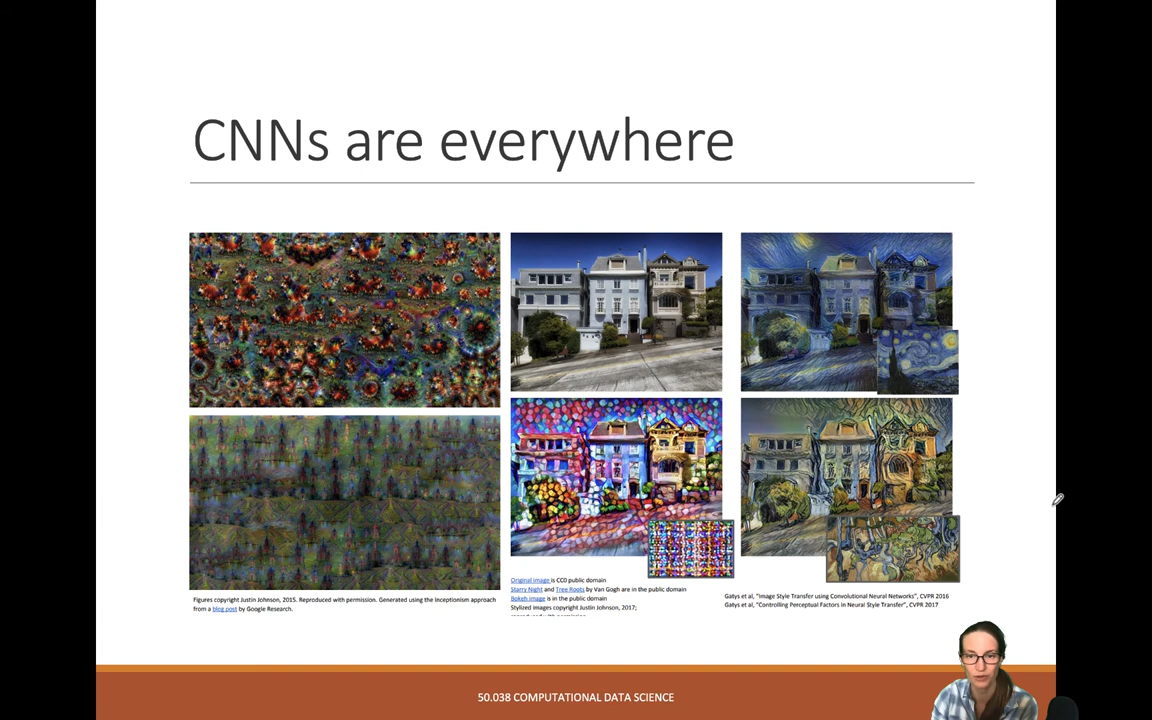 CNNs are everywhere
Figures copyright Justin Johnson, 2015. Reproduced with permission. Generated using the Inceptionism approach
from a blog post by Google Research.
Original image is CC0 public domain
Starry Night and Tree Roots by Van Gogh are in the public domain
Bokeh image is in the public domain
Stylized images copyright Justin Johnson, 2017;
Gatys et al, "Image Style Transfer using Convolutional Neural Networks", CVPR 2016
Gatys et al, "Controlling Perceptual Factors in Neural Style Transfer", CVPR 2017
50.038 COMPUTATIONAL DATA SCIENCE